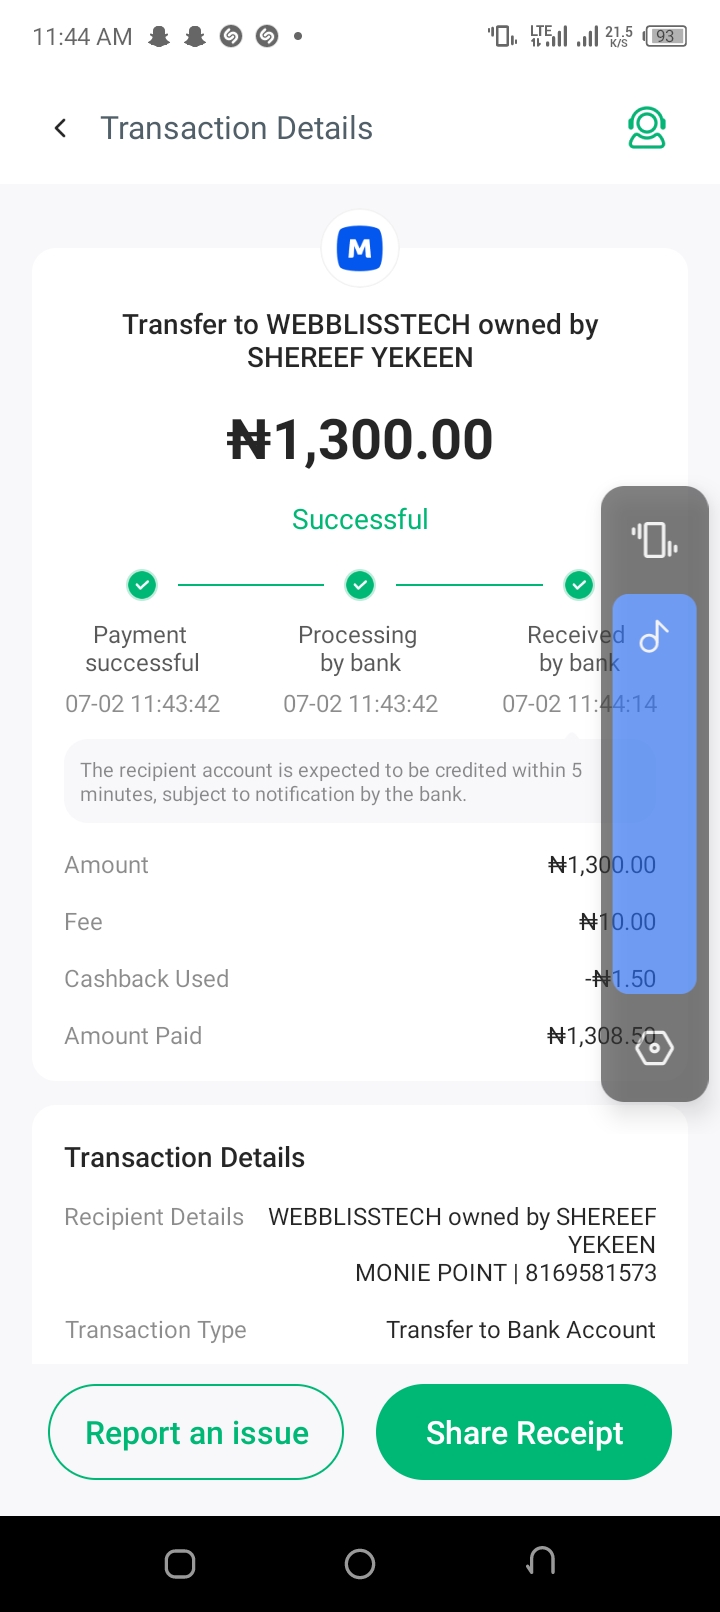 11:44 AM
LTE
21.5
K/S
93
Transaction Details
M
Transfer to WEBBLISSTECH owned by
SHEREEF YEKEEN
₦1,300.00
Successful
Payment
successful
07-02 11:43:42
Processing
by bank
07-02 11:43:42
Received
by bank
07-02 11:44:14
The recipient account is expected to be credited within 5
minutes, subject to notification by the bank.
Amount ₦1,300.00
Fee ₦10.00
Cashback Used -₦1.50
Amount Paid ₦1,308.50
Transaction Details
Recipient Details WEBBLISSTECH owned by SHEREEF
YEKEEN
MONIE POINT | 8169581573
Transaction Type Transfer to Bank Account
Report an issue
Share Receipt